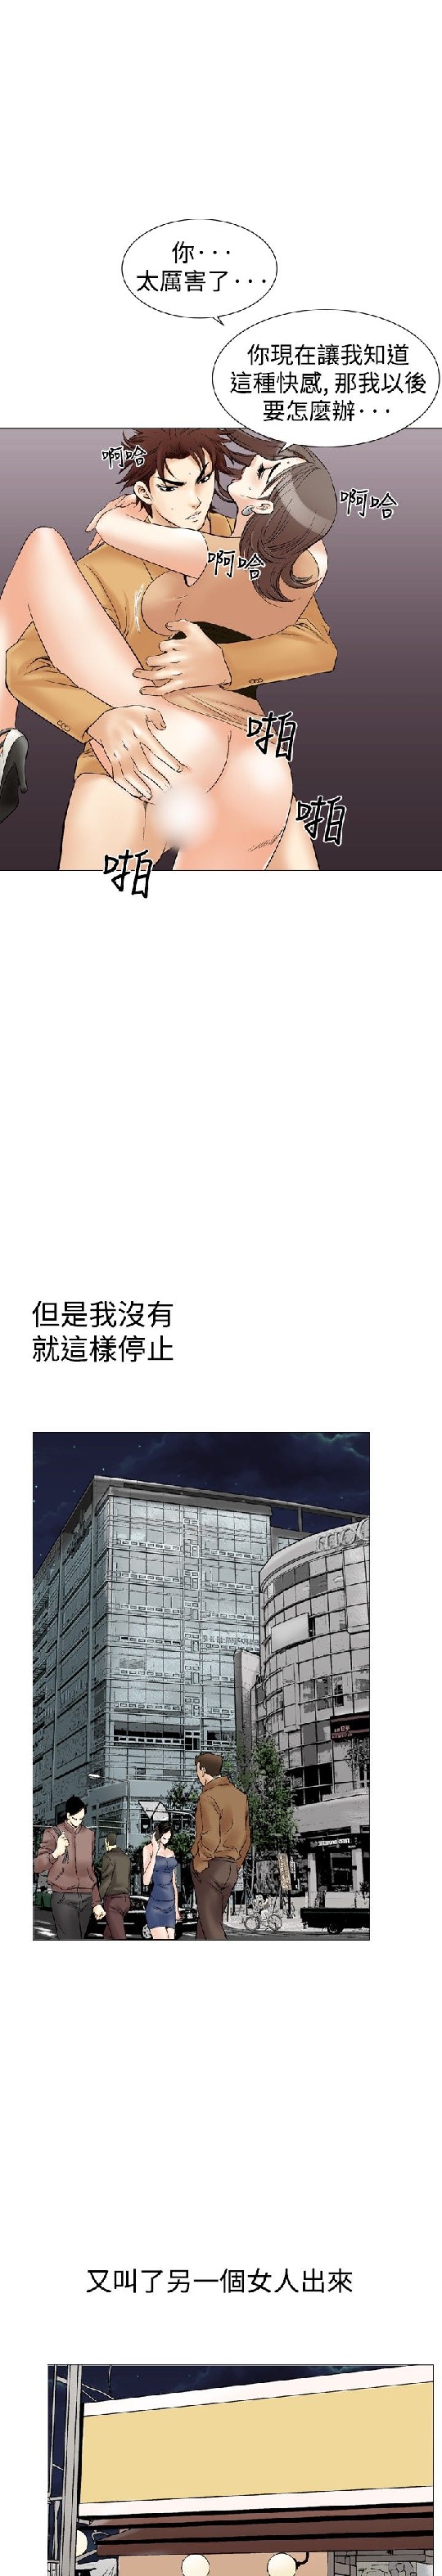 你···
太厲害了···
你現在讓我知道
這種快感, 那我以後
要怎麼辦···
啊哈
啊哈
啊哈
啪
啪
啪
但是我沒有
就這樣停止
又叫了另一個女人出來